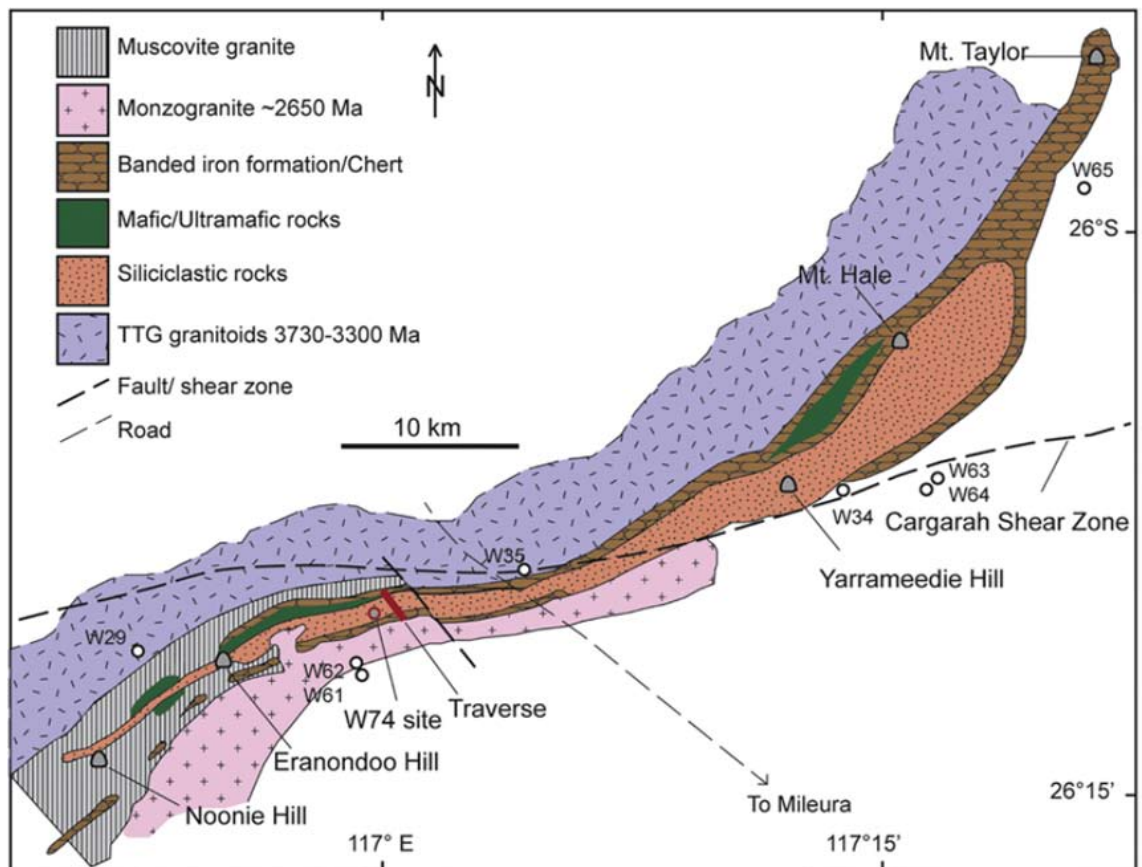 Muscovite granite
Monzogranite ~2650 Ma
Banded iron formation/Chert
Mafic/Ultramafic rocks
Siliciclastic rocks
TTG granitoids 3730-3300 Ma
Fault/ shear zone
Road
N
Mt. Taylor
W65
26°S
Mt. Hale
10 km
W63
W64
W34
Cargarah Shear Zone
W35
Yarrameedie Hill
W29
W62
W61
W74 site
Traverse
Eranondoo Hill
Noonie Hill
To Mileura
26°15'
117° E
117°15'